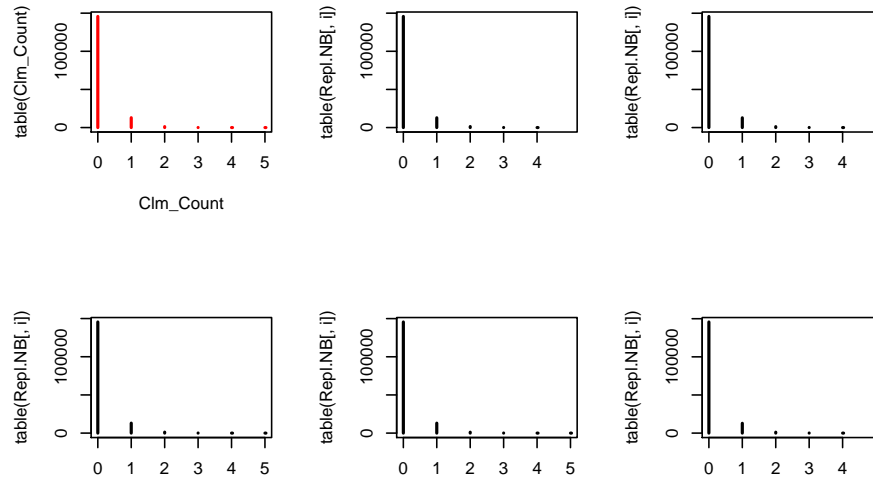 table(Clm_Count)
100000
0
0 1 2 3 4 5
Clm_Count
table(Repl.NB[, i])
100000
0
0 1 2 3 4
table(Repl.NB[, i])
100000
0
0 1 2 3 4
table(Repl.NB[, i])
100000
0
0 1 2 3 4 5
table(Repl.NB[, i])
100000
0
0 1 2 3 4 5
table(Repl.NB[, i])
100000
0
0 1 2 3 4